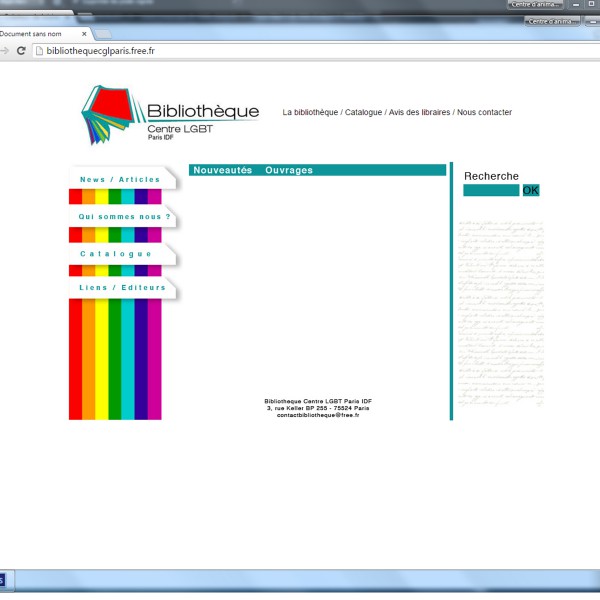 Centre d'anima...
Centre d'anima...
Document sans nom
bibliothequecglparis.free.fr
Bibliothèque
Centre LGBT
Paris IDF
La bibliothèque / Catalogue / Avis des libraires / Nous contacter
News / Articles
Qui sommes nous ?
Catalogue
Liens / Editeurs
Nouveautés Ouvrages
Recherche
OK
Bibliotheque Centre LGBT Paris IDF
3, rue Keller BP 255 - 75524 Paris
contactbibliotheque@free.fr